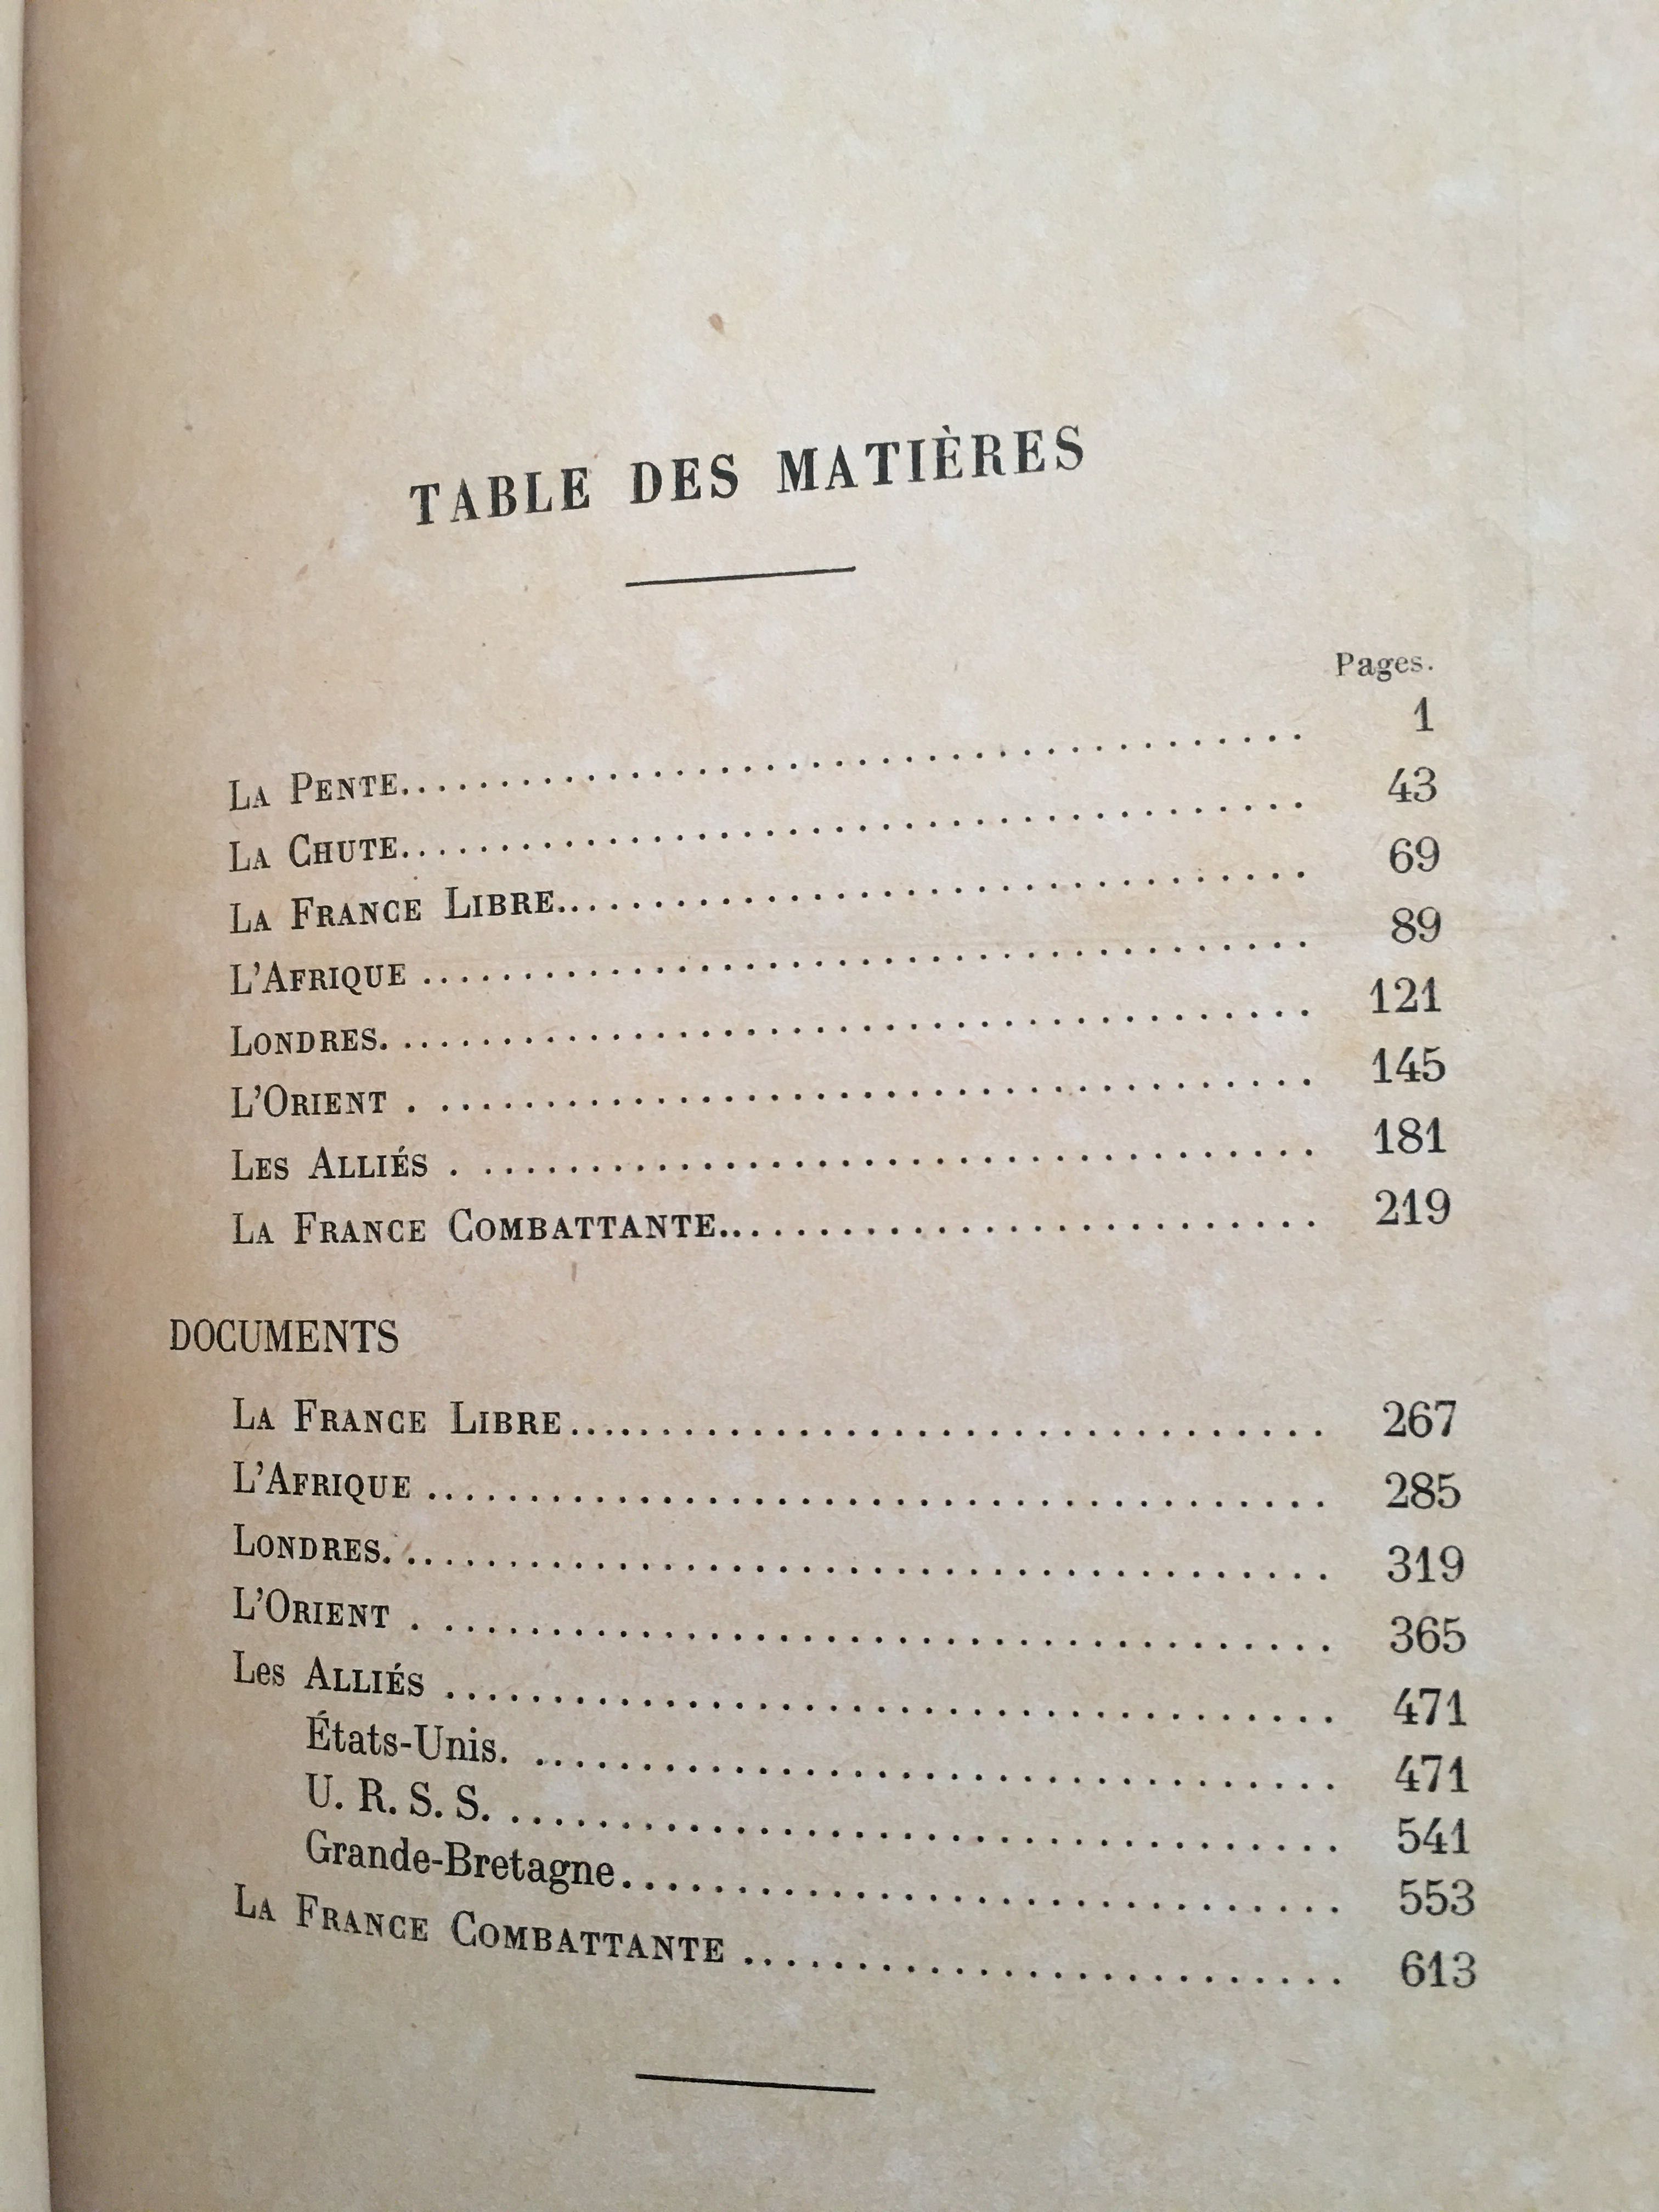 TABLE DES MATIÈRES
Pages.
LA PENTE........................................ 1
LA CHUTE........................................ 43
LA FRANCE LIBRE................................. 69
L'AFRIQUE ...................................... 89
LONDRES. ....................................... 121
L'ORIENT . ..................................... 145
LES ALLIÉS . ................................... 181
LA FRANCE COMBATTANTE........................... 219
DOCUMENTS
LA FRANCE LIBRE................................. 267
L'AFRIQUE ...................................... 285
LONDRES. ....................................... 319
L'ORIENT . ..................................... 365
Les ALLIÉS ..................................... 471
États-Unis. .................................... 471
U. R. S. S. .................................... 541
Grande-Bretagne................................. 553
LA FRANCE COMBATTANTE .......................... 613